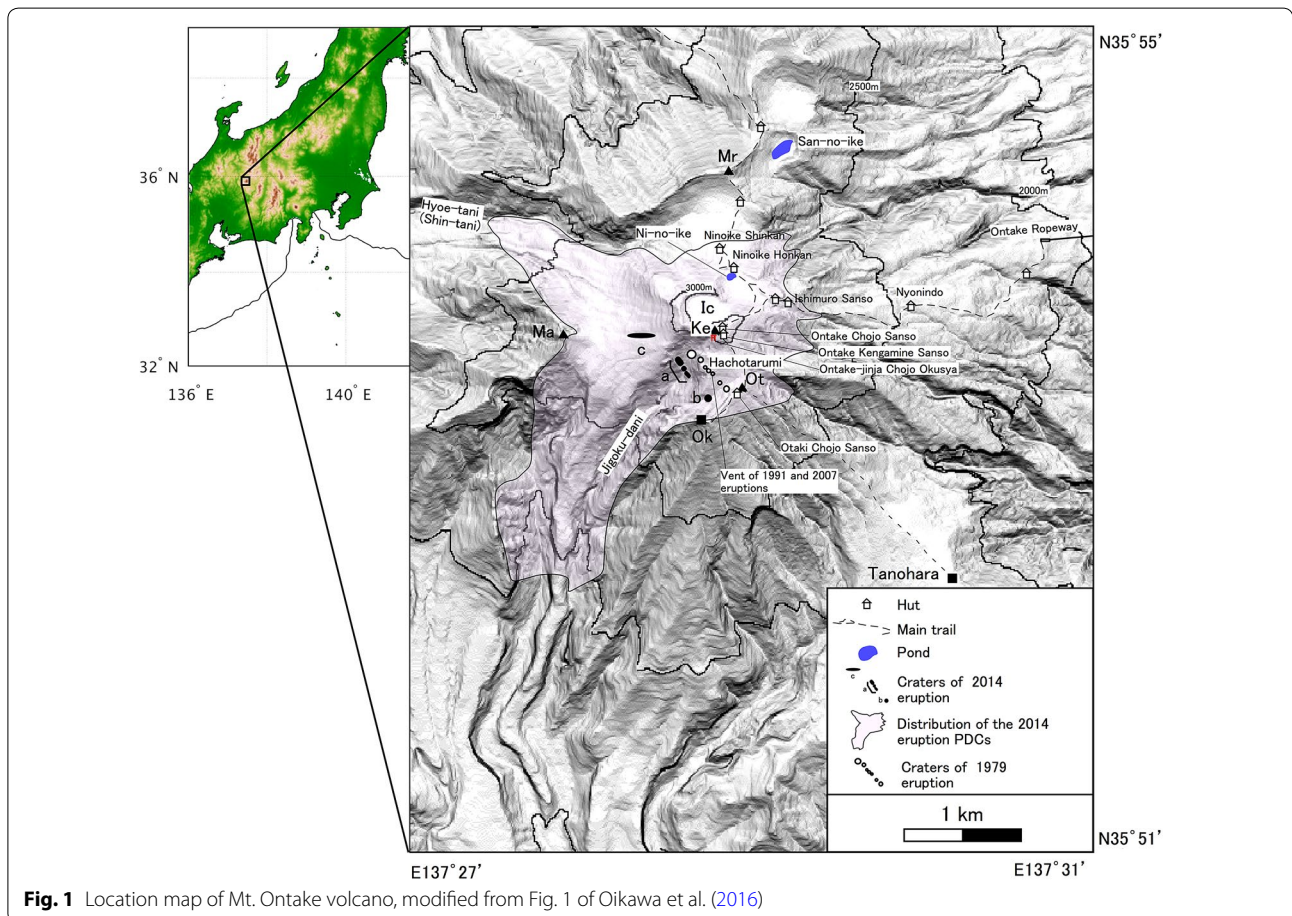 N35°55'
2500m
San-no-ike
Mr
36° N
2000m
Hyoe-tani
(Shin-tani)
Ontake Ropeway
Ni-no-ike
Ninoike Shinkan
Ninoike Honkan
3000m
Ic
Ishimuro Sanso
Nyonindo
Ma
Ke
Ontake Chojo Sanso
c
Ontake Kengamine Sanso
Hachotarumi
Ontake-jinja Chojo Okusya
32° N
a
Ot
136° E
140° E
b
Jigoku-dani
Ok
Otaki Chojo Sanso
Vent of 1991 and 2007
eruptions
Tanohara
Hut
Main trail
Pond
c
a
b
Craters of 2014
eruption
Distribution of the 2014
eruption PDCs
Craters of 1979
eruption
1 km
N35°51'
E137°27'
E137°31'
Fig. 1 Location map of Mt. Ontake volcano, modified from Fig. 1 of Oikawa et al. (2016)